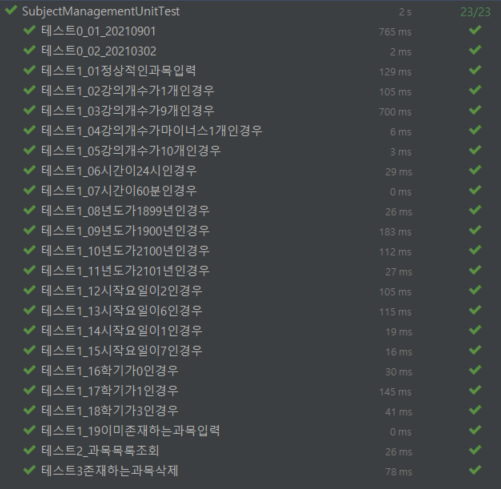 SubjectManagementUnitTest 2 s 23/23
테스트0_01_20210901 765 ms
테스트0_02_20210302 2 ms
테스트1_01정상적인과목입력 129 ms
테스트1_02강의개수가1개인경우 105 ms
테스트1_03강의개수가9개인경우 700 ms
테스트1_04강의개수가마이너스1개인경우 6 ms
테스트1_05강의개수가10개인경우 3 ms
테스트1_06시간이24시인경우 29 ms
테스트1_07시간이60분인경우 0 ms
테스트1_08년도가1899년인경우 26 ms
테스트1_09년도가1900년인경우 183 ms
테스트1_10년도가2100년인경우 112 ms
테스트1_11년도가2101년인경우 27 ms
테스트1_12시작요일이2인경우 105 ms
테스트1_13시작요일이6인경우 115 ms
테스트1_14시작요일이1인경우 19 ms
테스트1_15시작요일이7인경우 16 ms
테스트1_16학기가0인경우 30 ms
테스트1_17학기가1인경우 145 ms
테스트1_18학기가3인경우 41 ms
테스트1_19이미존재하는과목입력 0 ms
테스트2_과목목록조회 26 ms
테스트3존재하는과목삭제 78 ms